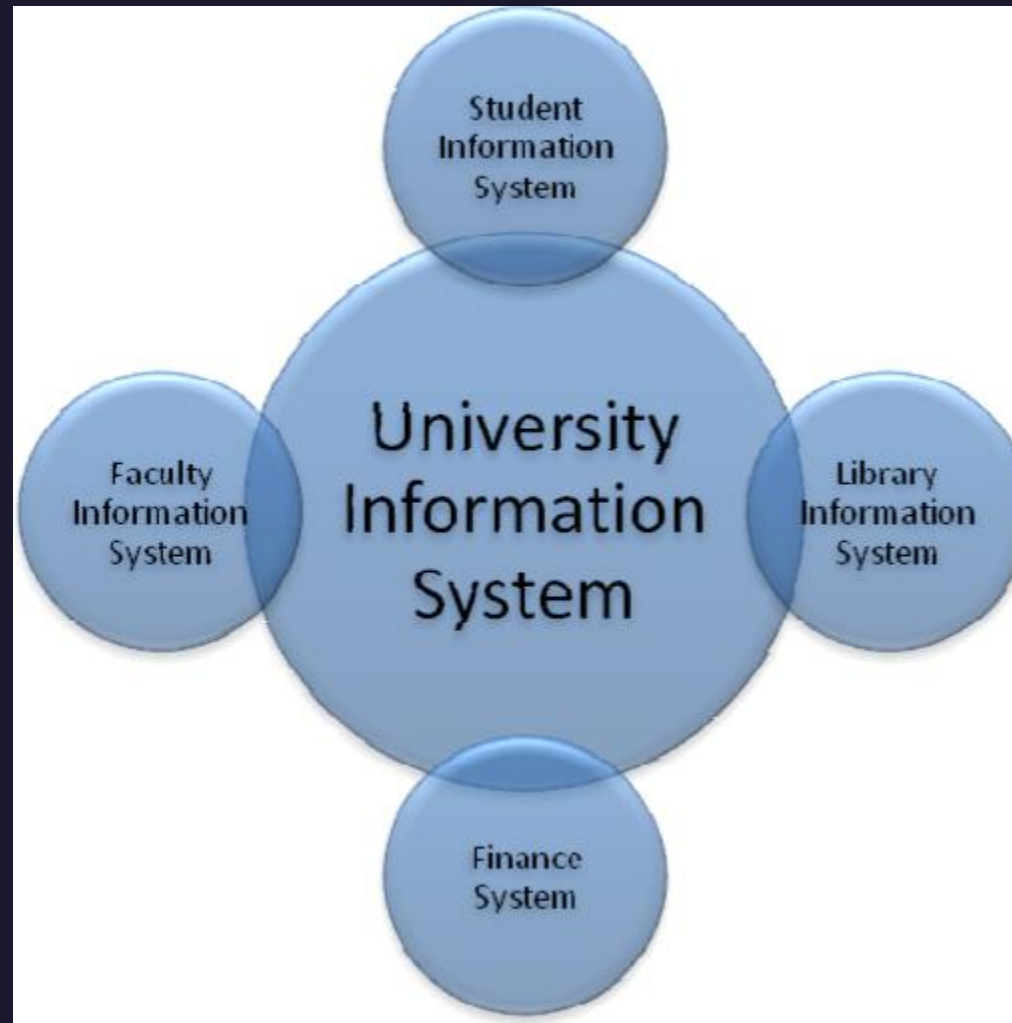 Student
Information
System
Faculty
Information
System
University
Information
System
Library
Information
System
Finance
System